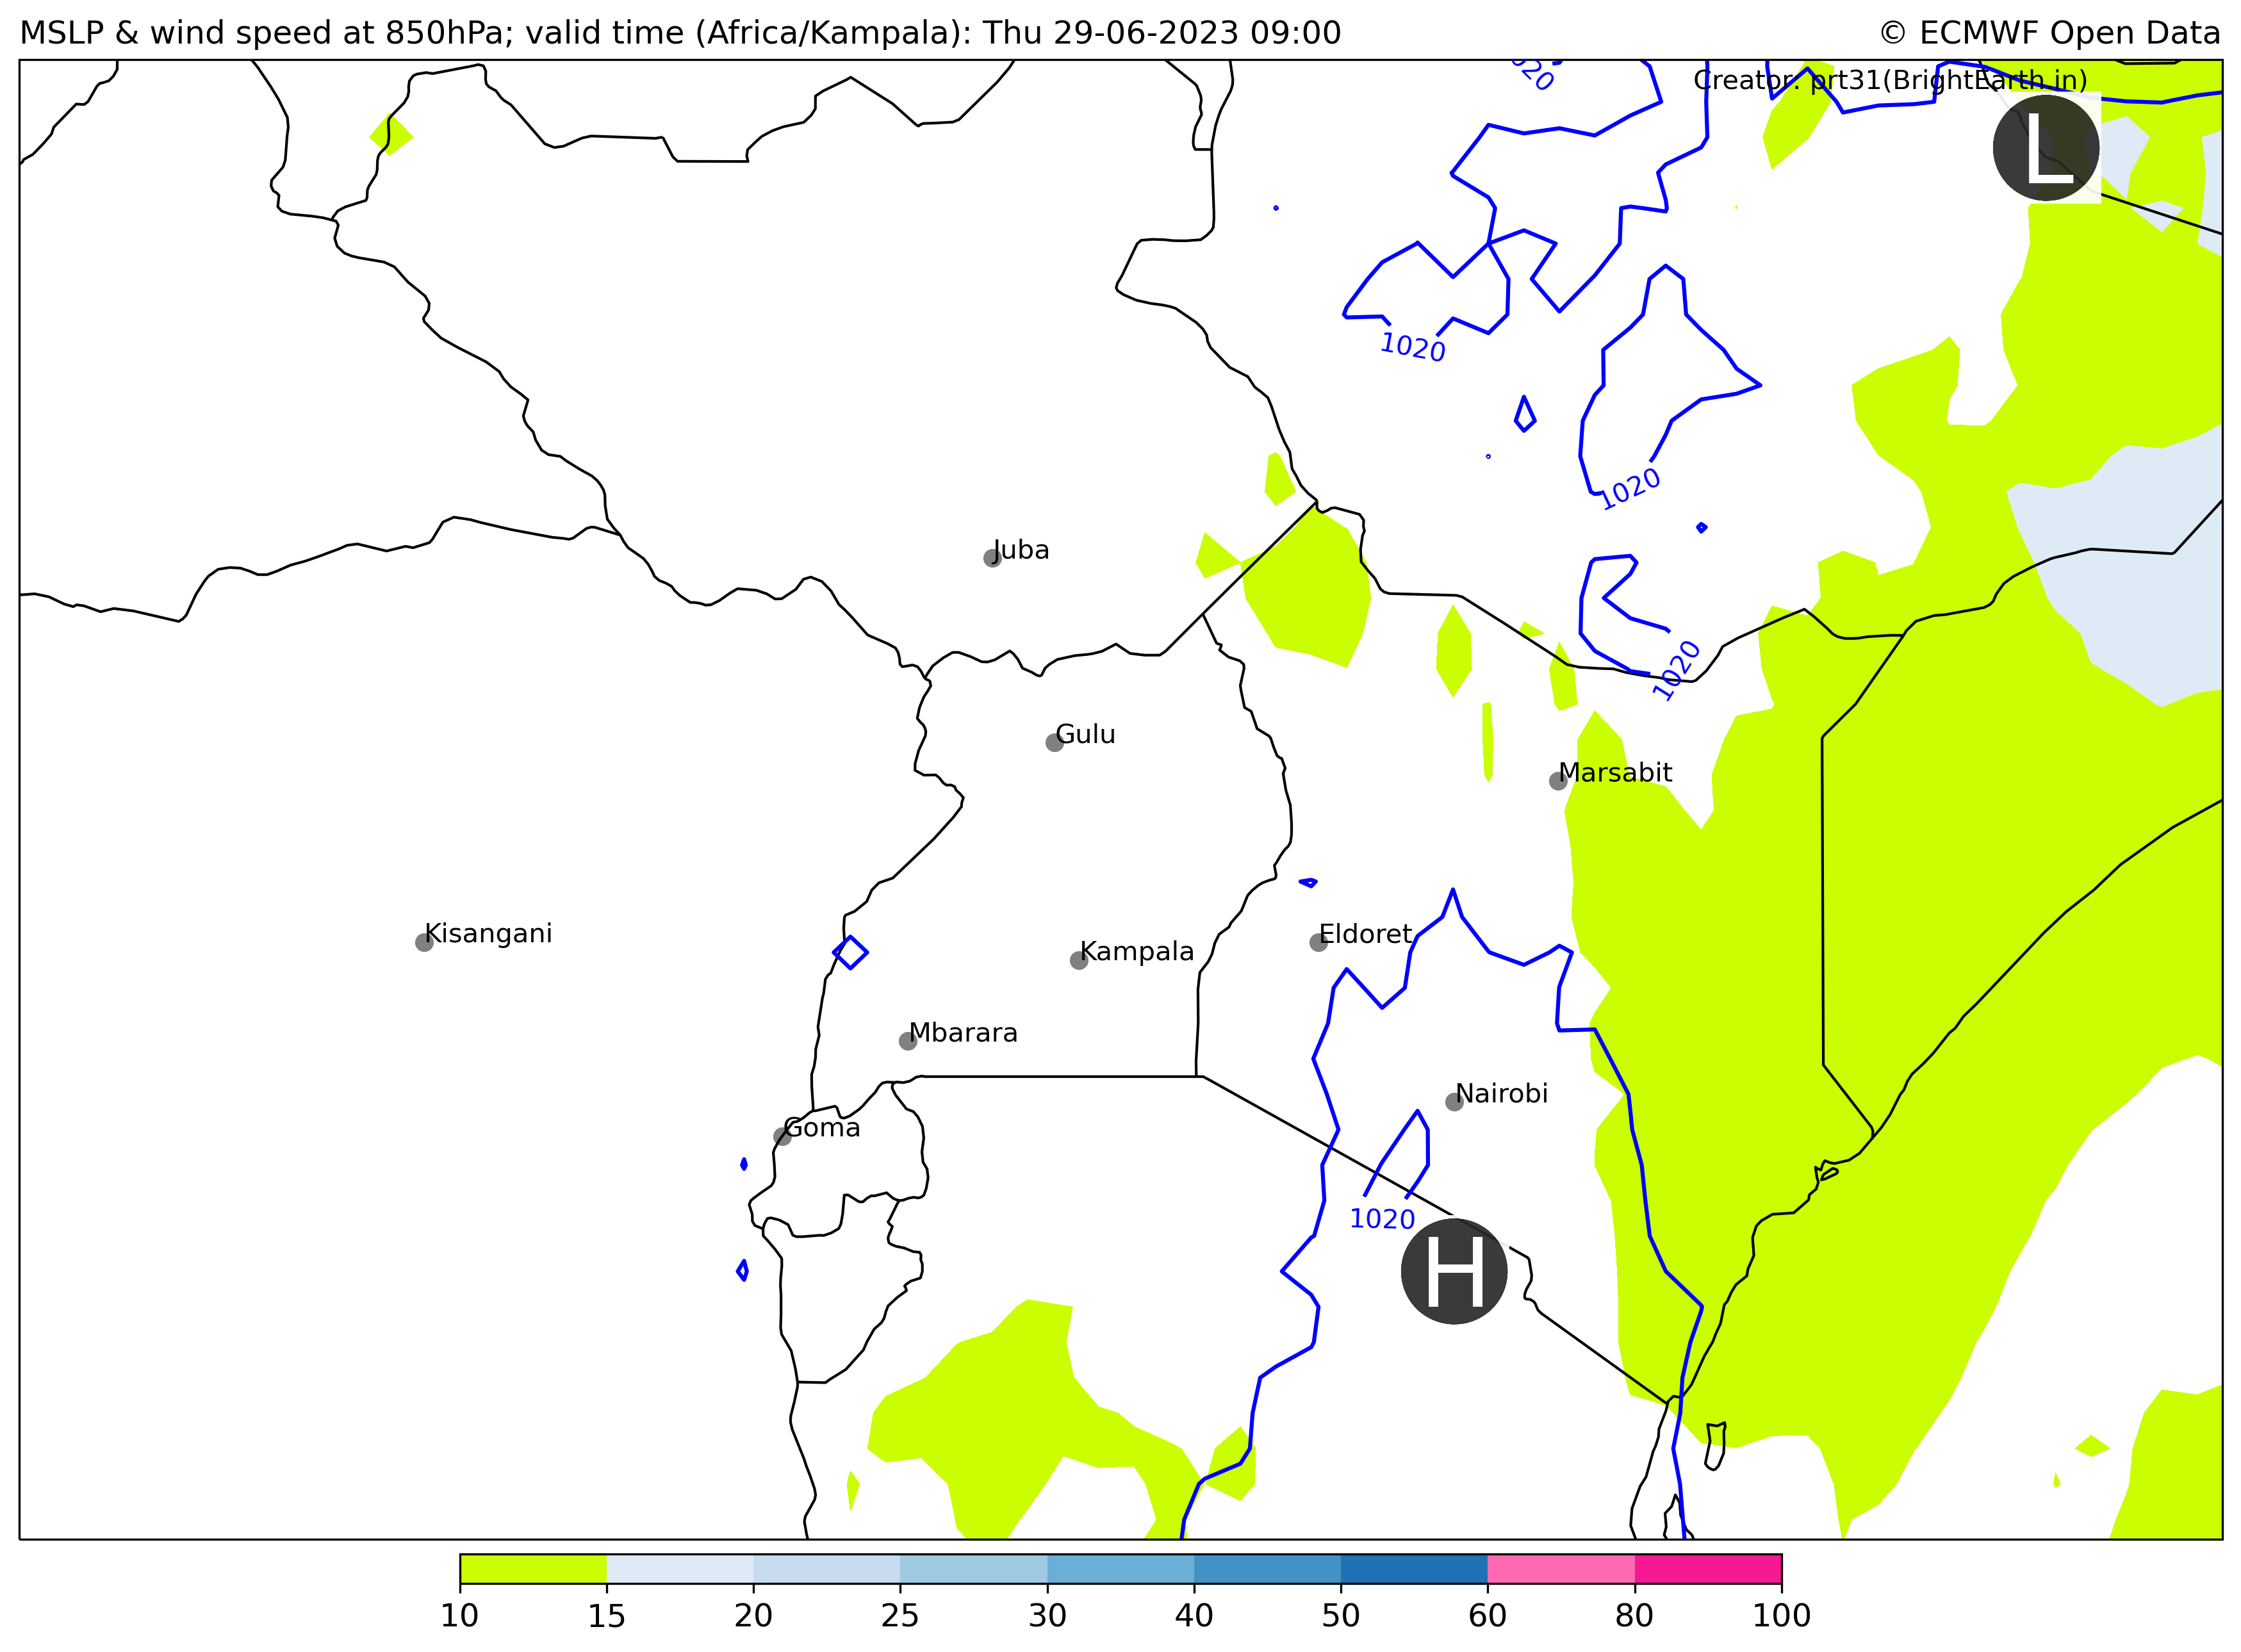 MSLP & wind speed at 850hPa; valid time (Africa/Kampala): Thu 29-06-2023 09:00
© ECMWF Open Data
1020
Creator: prt31(BrightEarth.in)
L
1020
1020
Juba
1020
Gulu
Marsabit
Kisangani
Eldoret
Kampala
Mbarara
Nairobi
Goma
1020
H
10 15 20 25 30 40 50 60 80 100